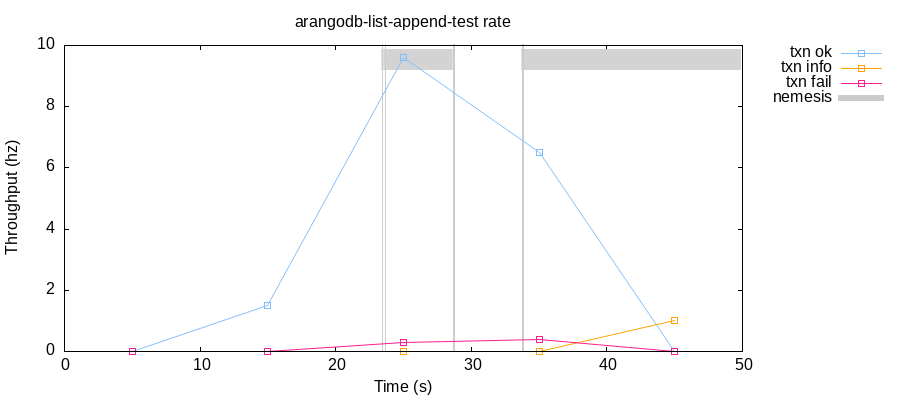 arangodb-list-append-test rate
Throughput (hz)
10
8
6
4
2
0
0 10 20 30 40 50
Time (s)
txn ok
txn info
txn fail
nemesis